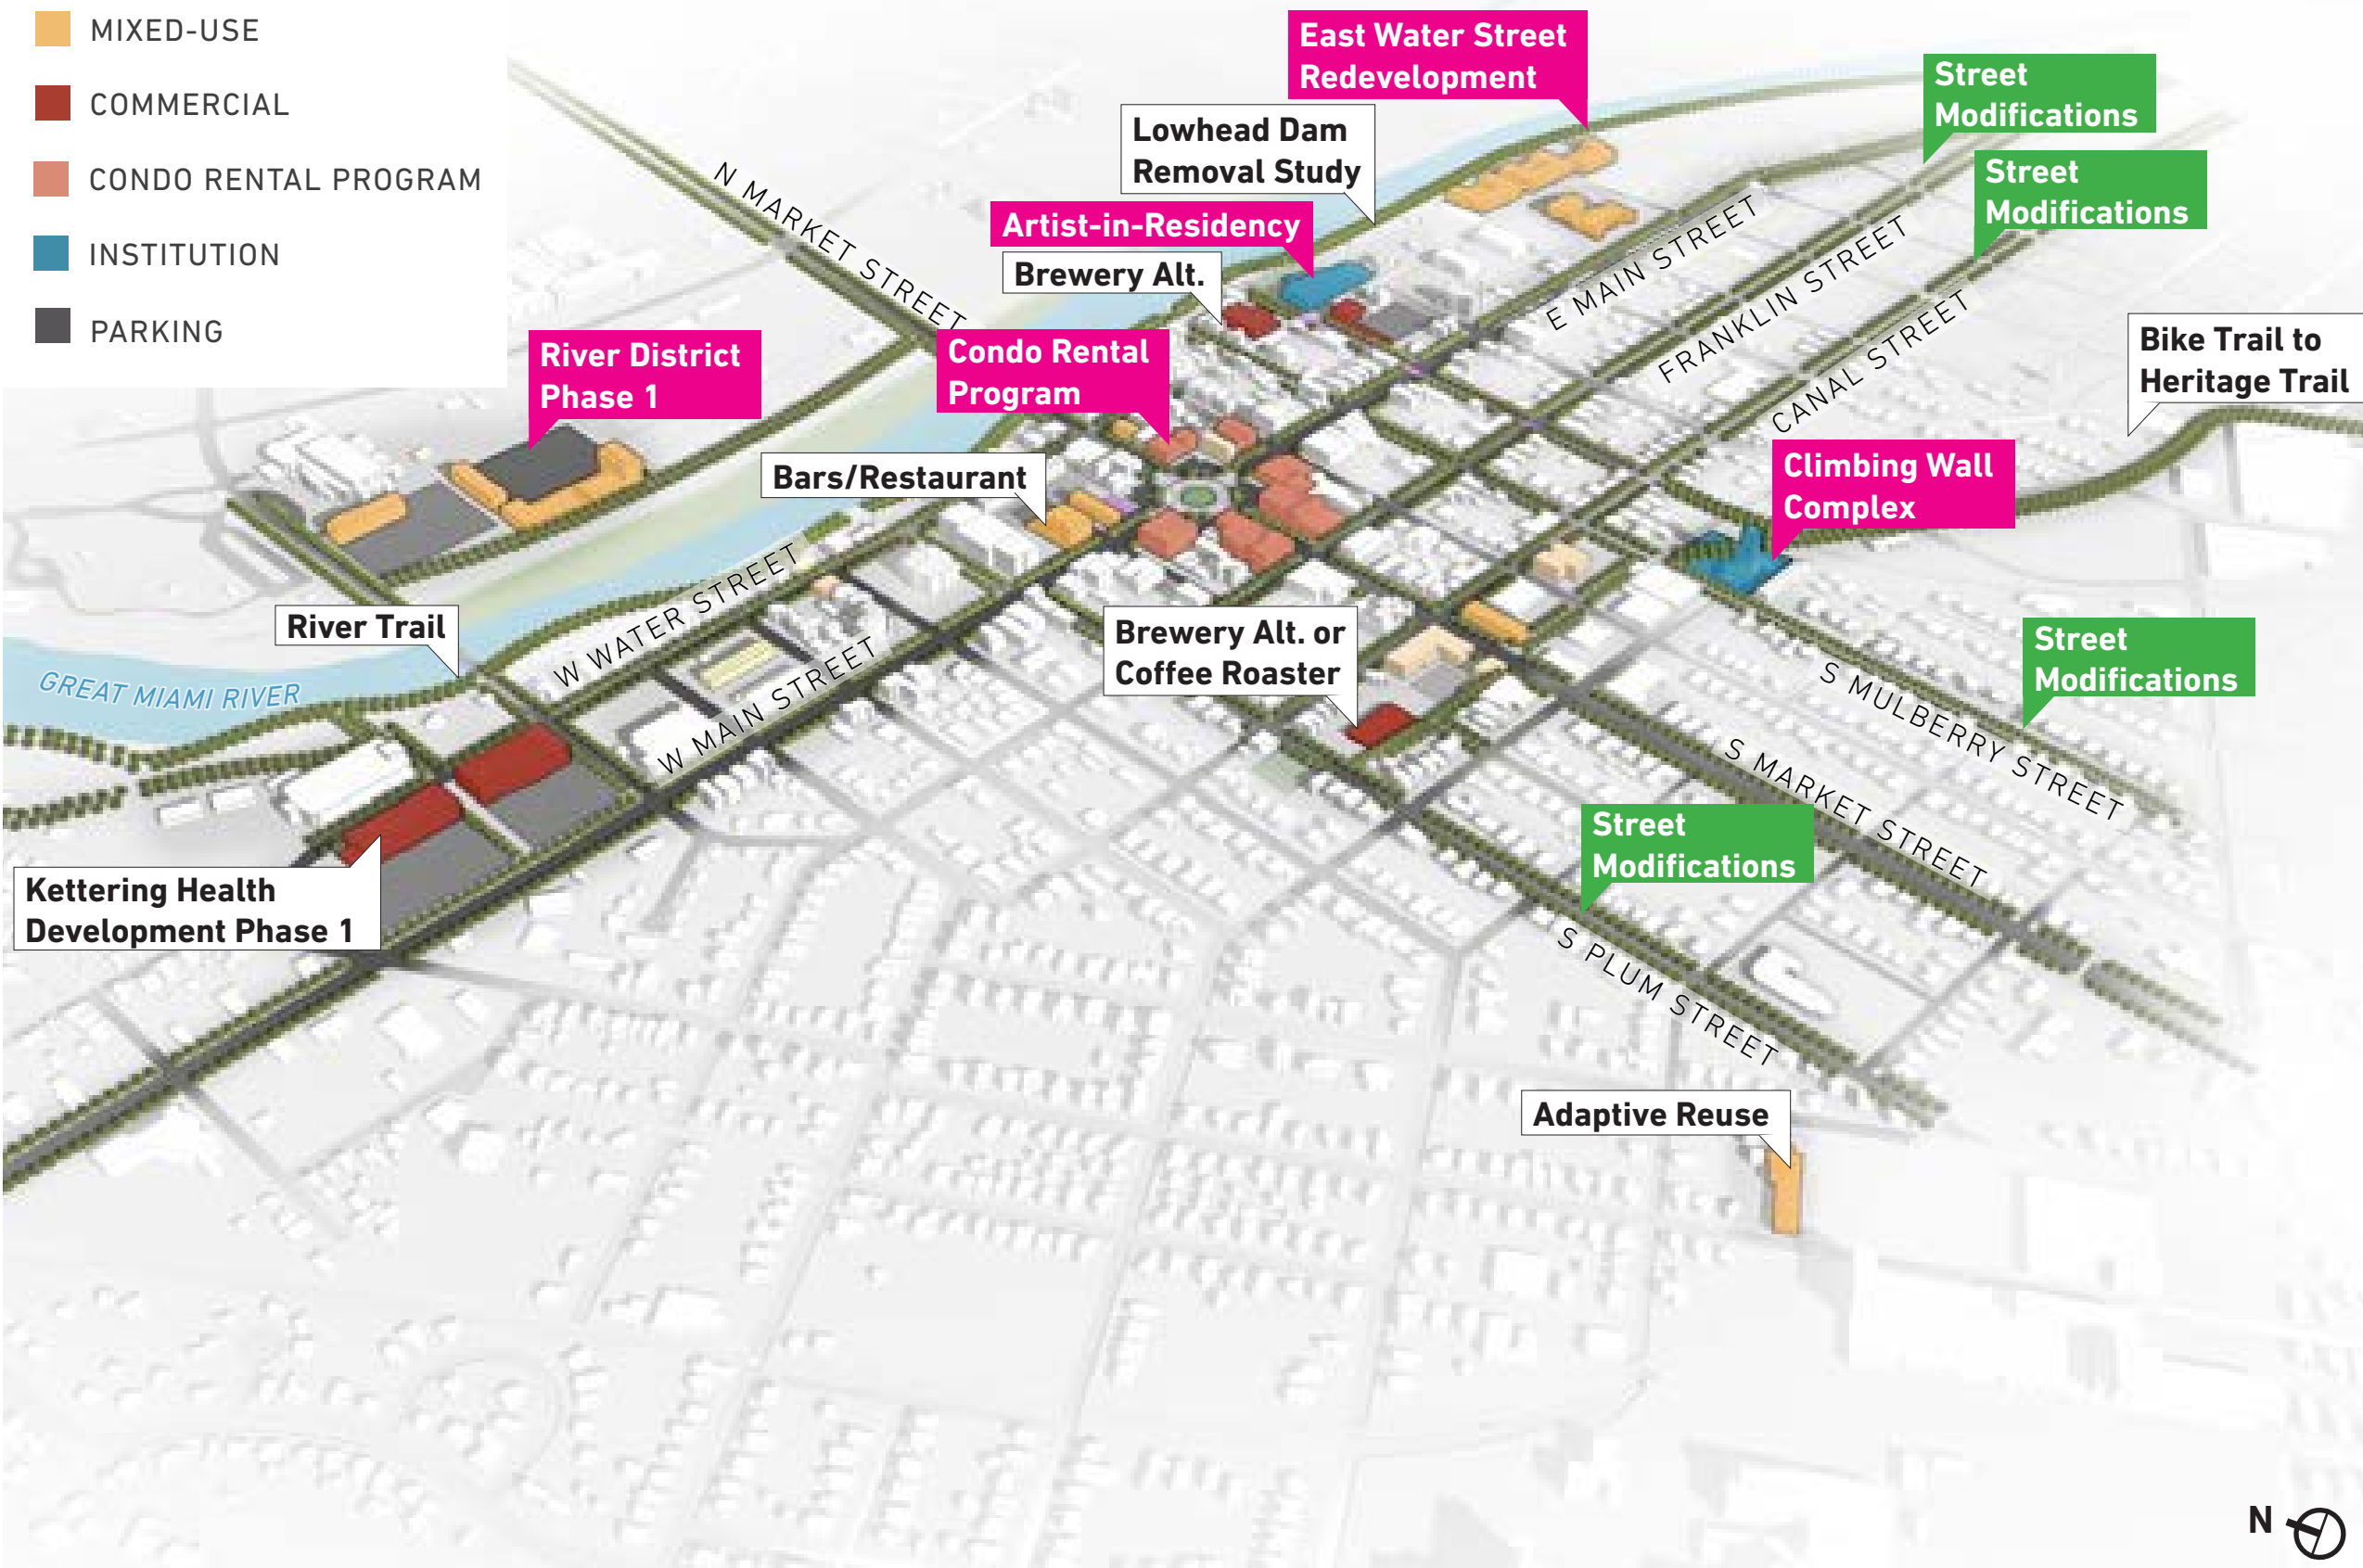 MIXED-USE
COMMERCIAL
CONDO RENTAL PROGRAM
INSTITUTION
PARKING
East Water Street
Redevelopment
Street
Modifications
Lowhead Dam
Removal Study
Street
Modifications
N MARKET STREET
Artist-in-Residency
Brewery Alt.
E MAIN STREET
FRANKLIN STREET
CANAL STREET
River District
Phase 1
Condo Rental
Program
Bike Trail to
Heritage Trail
Bars/Restaurant
Climbing Wall
Complex
River Trail
W WATER STREET
Brewery Alt. or
Coffee Roaster
Street
Modifications
GREAT MIAMI RIVER
W MAIN STREET
S MULBERRY STREET
S MARKET STREET
Street
Modifications
Kettering Health
Development Phase 1
S PLUM STREET
Adaptive Reuse
N